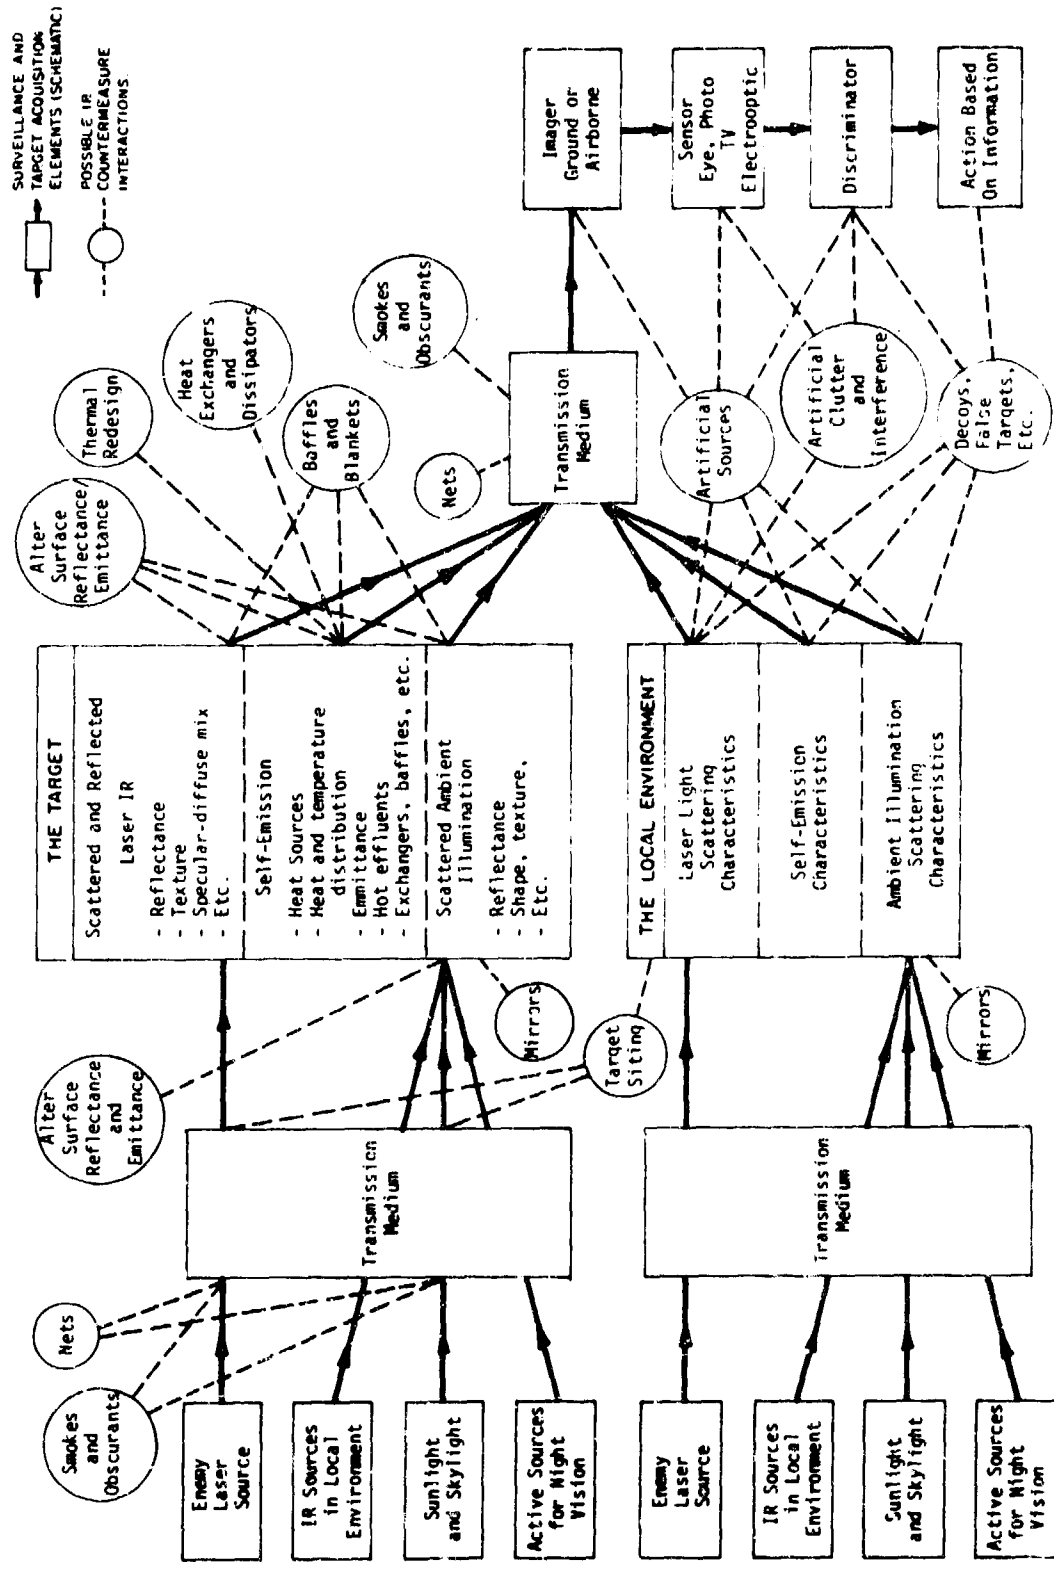 SURVEILLANCE AND
TARGET ACQUISITION
ELEMENTS (SCHEMATIC)
POSSIBLE IR
COUNTERMEASURE
INTERACTIONS
Smokes
and
Obscurants
Nets
Enemy
Laser
Source
IR Sources
in Local
Environment
Sunlight
and Skylight
Active Sources
for Night
Vision
Transmission
Medium
Alter
Surface
Reflectance
and
Emittance
Mirrors
Target
Siting
THE TARGET
Scattered and Reflected
Laser IR
- Reflectance
- Texture
- Specular-diffuse mix
- Etc.
Self-Emission
- Heat Sources
- Heat and temperature
distribution
- Emmittance
- Hot effluents
- Exchangers, baffles, etc.
Scattered Ambient
Illumination
- Reflectance
- Shape, texture,
- Etc.
Alter
Surface
Reflectance/
Emittance
Thermal
Redesign
Heat
Exchangers
and
Dissipators
Baffles
and
Blankets
Nets
Smokes
and
Obscurants
Transmission
Medium
Imager
Ground or
Airborne
Sensor
Eye, Photo
TV
Electrooptic
Discriminator
Action Based
On Information
Artificial
Sources
Artificial
Clutter
and
Interference
Decoys,
False
Targets,
Etc.
Enemy
Laser
Source
IR Sources
in Local
Environment
Sunlight
and Skylight
Active Sources
for Night
Vision
Transmission
Medium
Mirrors
THE LOCAL ENVIRONMENT
Laser Light
Scattering
Characteristics
Self-Emission
Characteristics
Ambient Illumination
Scattering
Characteristics